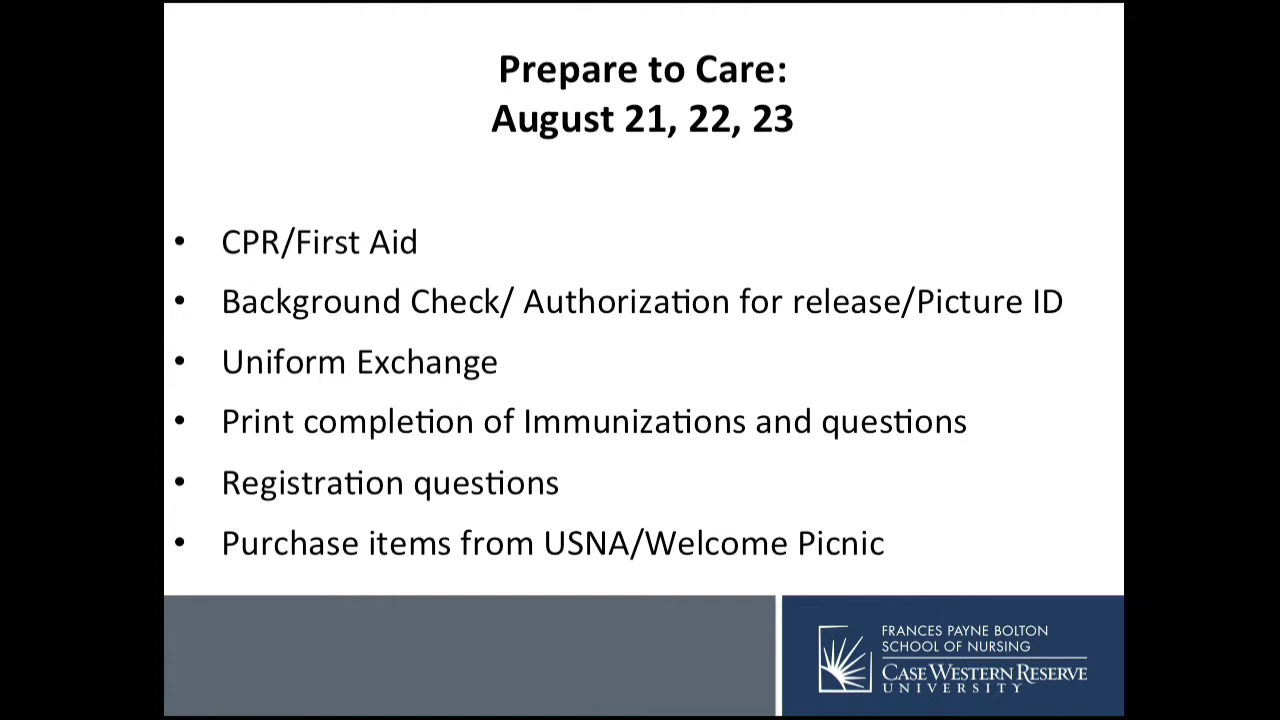 Prepare to Care:
August 21, 22, 23
• CPR/First Aid
• Background Check/ Authorization for release/Picture ID
• Uniform Exchange
• Print completion of Immunizations and questions
• Registration questions
• Purchase items from USNA/Welcome Picnic
FRANCES PAYNE BOLTON
SCHOOL OF NURSING
CASE WESTERN RESERVE
UNIVERSITY